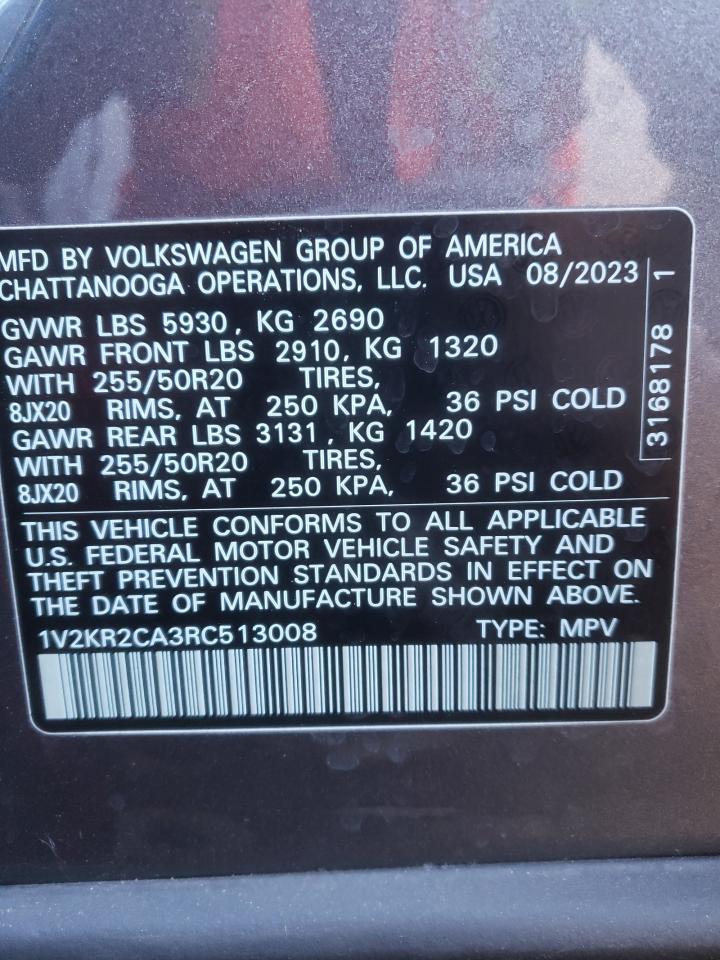 MFD BY VOLKSWAGEN GROUP OF AMERICA
CHATTANOOGA OPERATIONS, LLC. USA 08/2023
GVWR LBS 5930, KG 2690
GAWR FRONT LBS 2910, KG 1320
WITH 255/50R20 TIRES,
8JX20 RIMS, AT 250 KPA, 36 PSI COLD
GAWR REAR LBS 3131, KG 1420
WITH 255/50R20 TIRES,
8JX20 RIMS, AT 250 KPA, 36 PSI COLD
3168178 1
THIS VEHICLE CONFORMS TO ALL APPLICABLE
U.S. FEDERAL MOTOR VEHICLE SAFETY AND
THEFT PREVENTION STANDARDS IN EFFECT ON
THE DATE OF MANUFACTURE SHOWN ABOVE.
1V2KR2CA3RC513008 TYPE: MPV